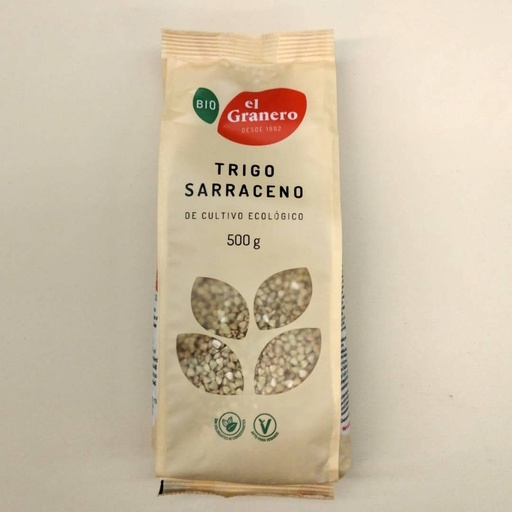 BIO
el
Granero
DESDE 1982
TRIGO
SARRACENO
DE CULTIVO ECOLÓGICO
500 g